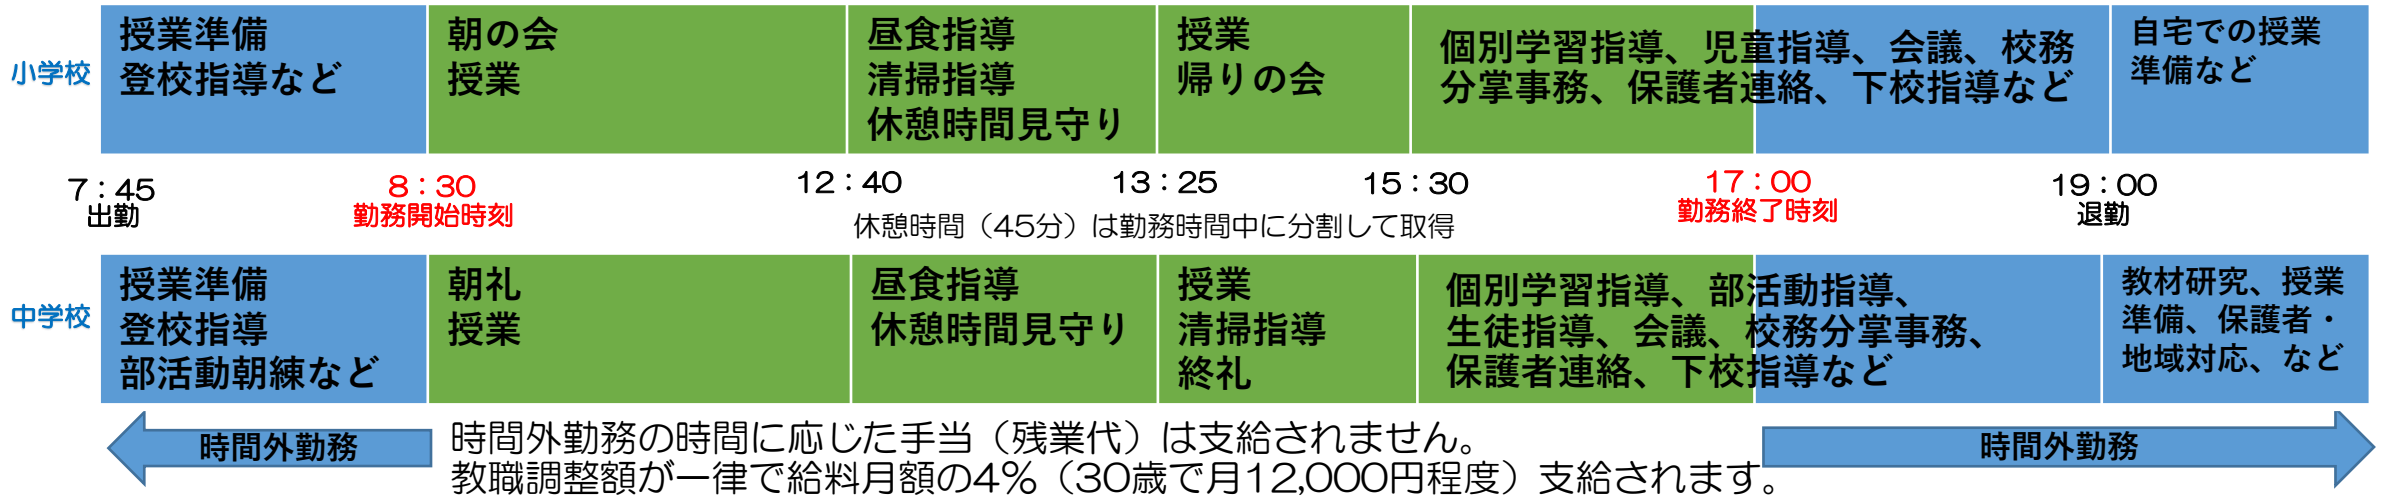 小学校
授業準備
登校指導など
朝の会
授業
昼食指導
清掃指導
休憩時間見守り
授業
帰りの会
個別学習指導、児童指導、会議、校務
分掌事務、保護者連絡、下校指導など
自宅での授業
準備など
7：45
出勤
8：30
勤務開始時刻
12：40
13：25
15：30
17：00
勤務終了時刻
19：00
退勤
休憩時間（45分）は勤務時間中に分割して取得
中学校
授業準備
登校指導
部活動朝練など
朝礼
授業
昼食指導
休憩時間見守り
授業
清掃指導
終礼
個別学習指導、部活動指導、
生徒指導、会議、校務分掌事務、
保護者連絡、下校指導など
教材研究、授業
準備、保護者・
地域対応、など
時間外勤務
時間外勤務の時間に応じた手当（残業代）は支給されません。
教職調整額が一律で給料月額の4％（30歳で月12,000円程度）支給されます。
時間外勤務